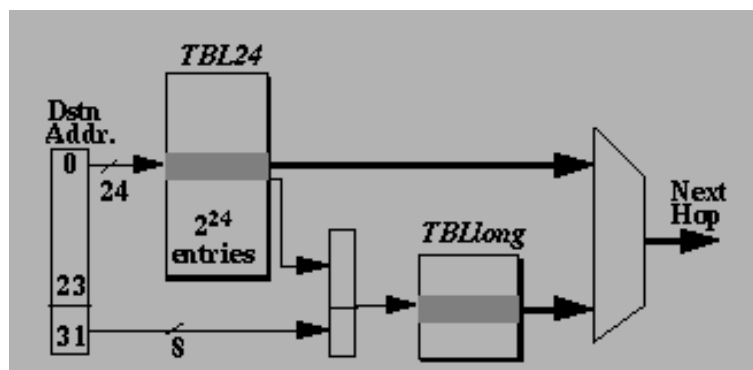 TBL24
Dstn
Addr.
0
24
2^24
entries
23
31
8
TBLlong
Next
Hop